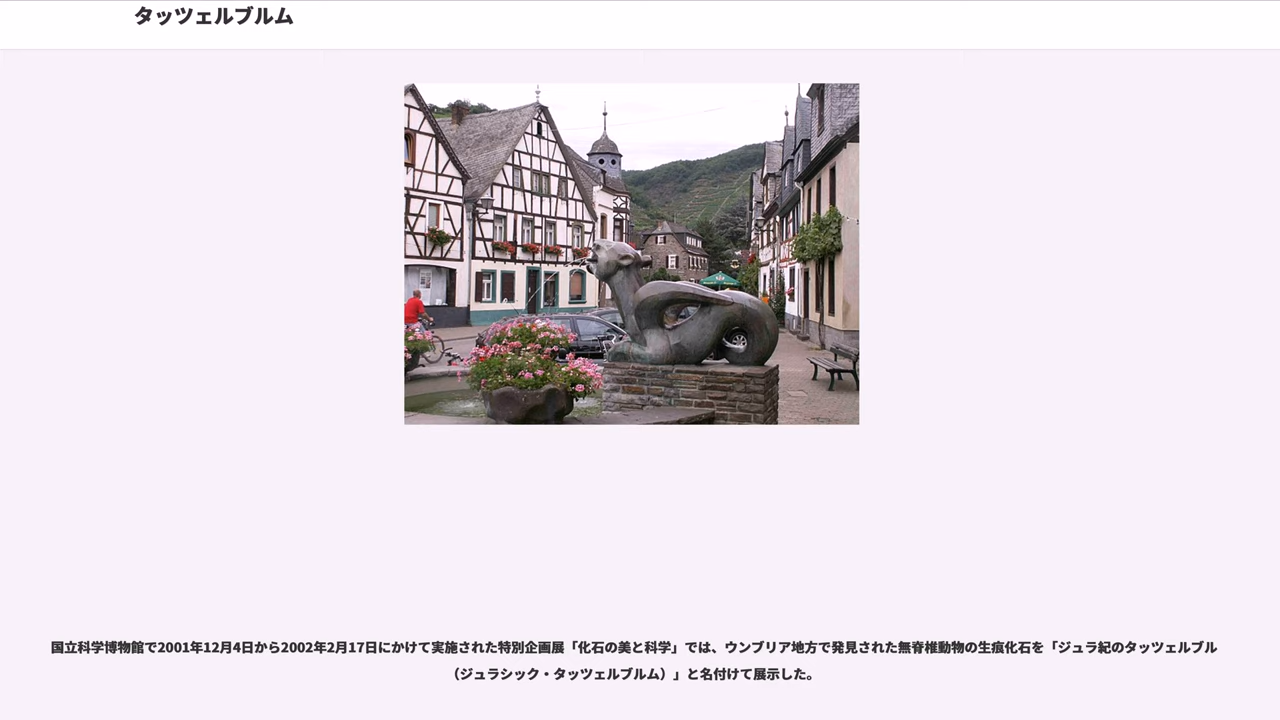 タッツェルブルム
国立科学博物館で2001年12月4日から2002年2月17日にかけて実施された特別企画展「化石の美と科学」では、ウンブリア地方で発見された無脊椎動物の生痕化石を「ジュラ紀のタッツェルブル
（ジュラシック・タッツェルブルム）」と名付けて展示した。